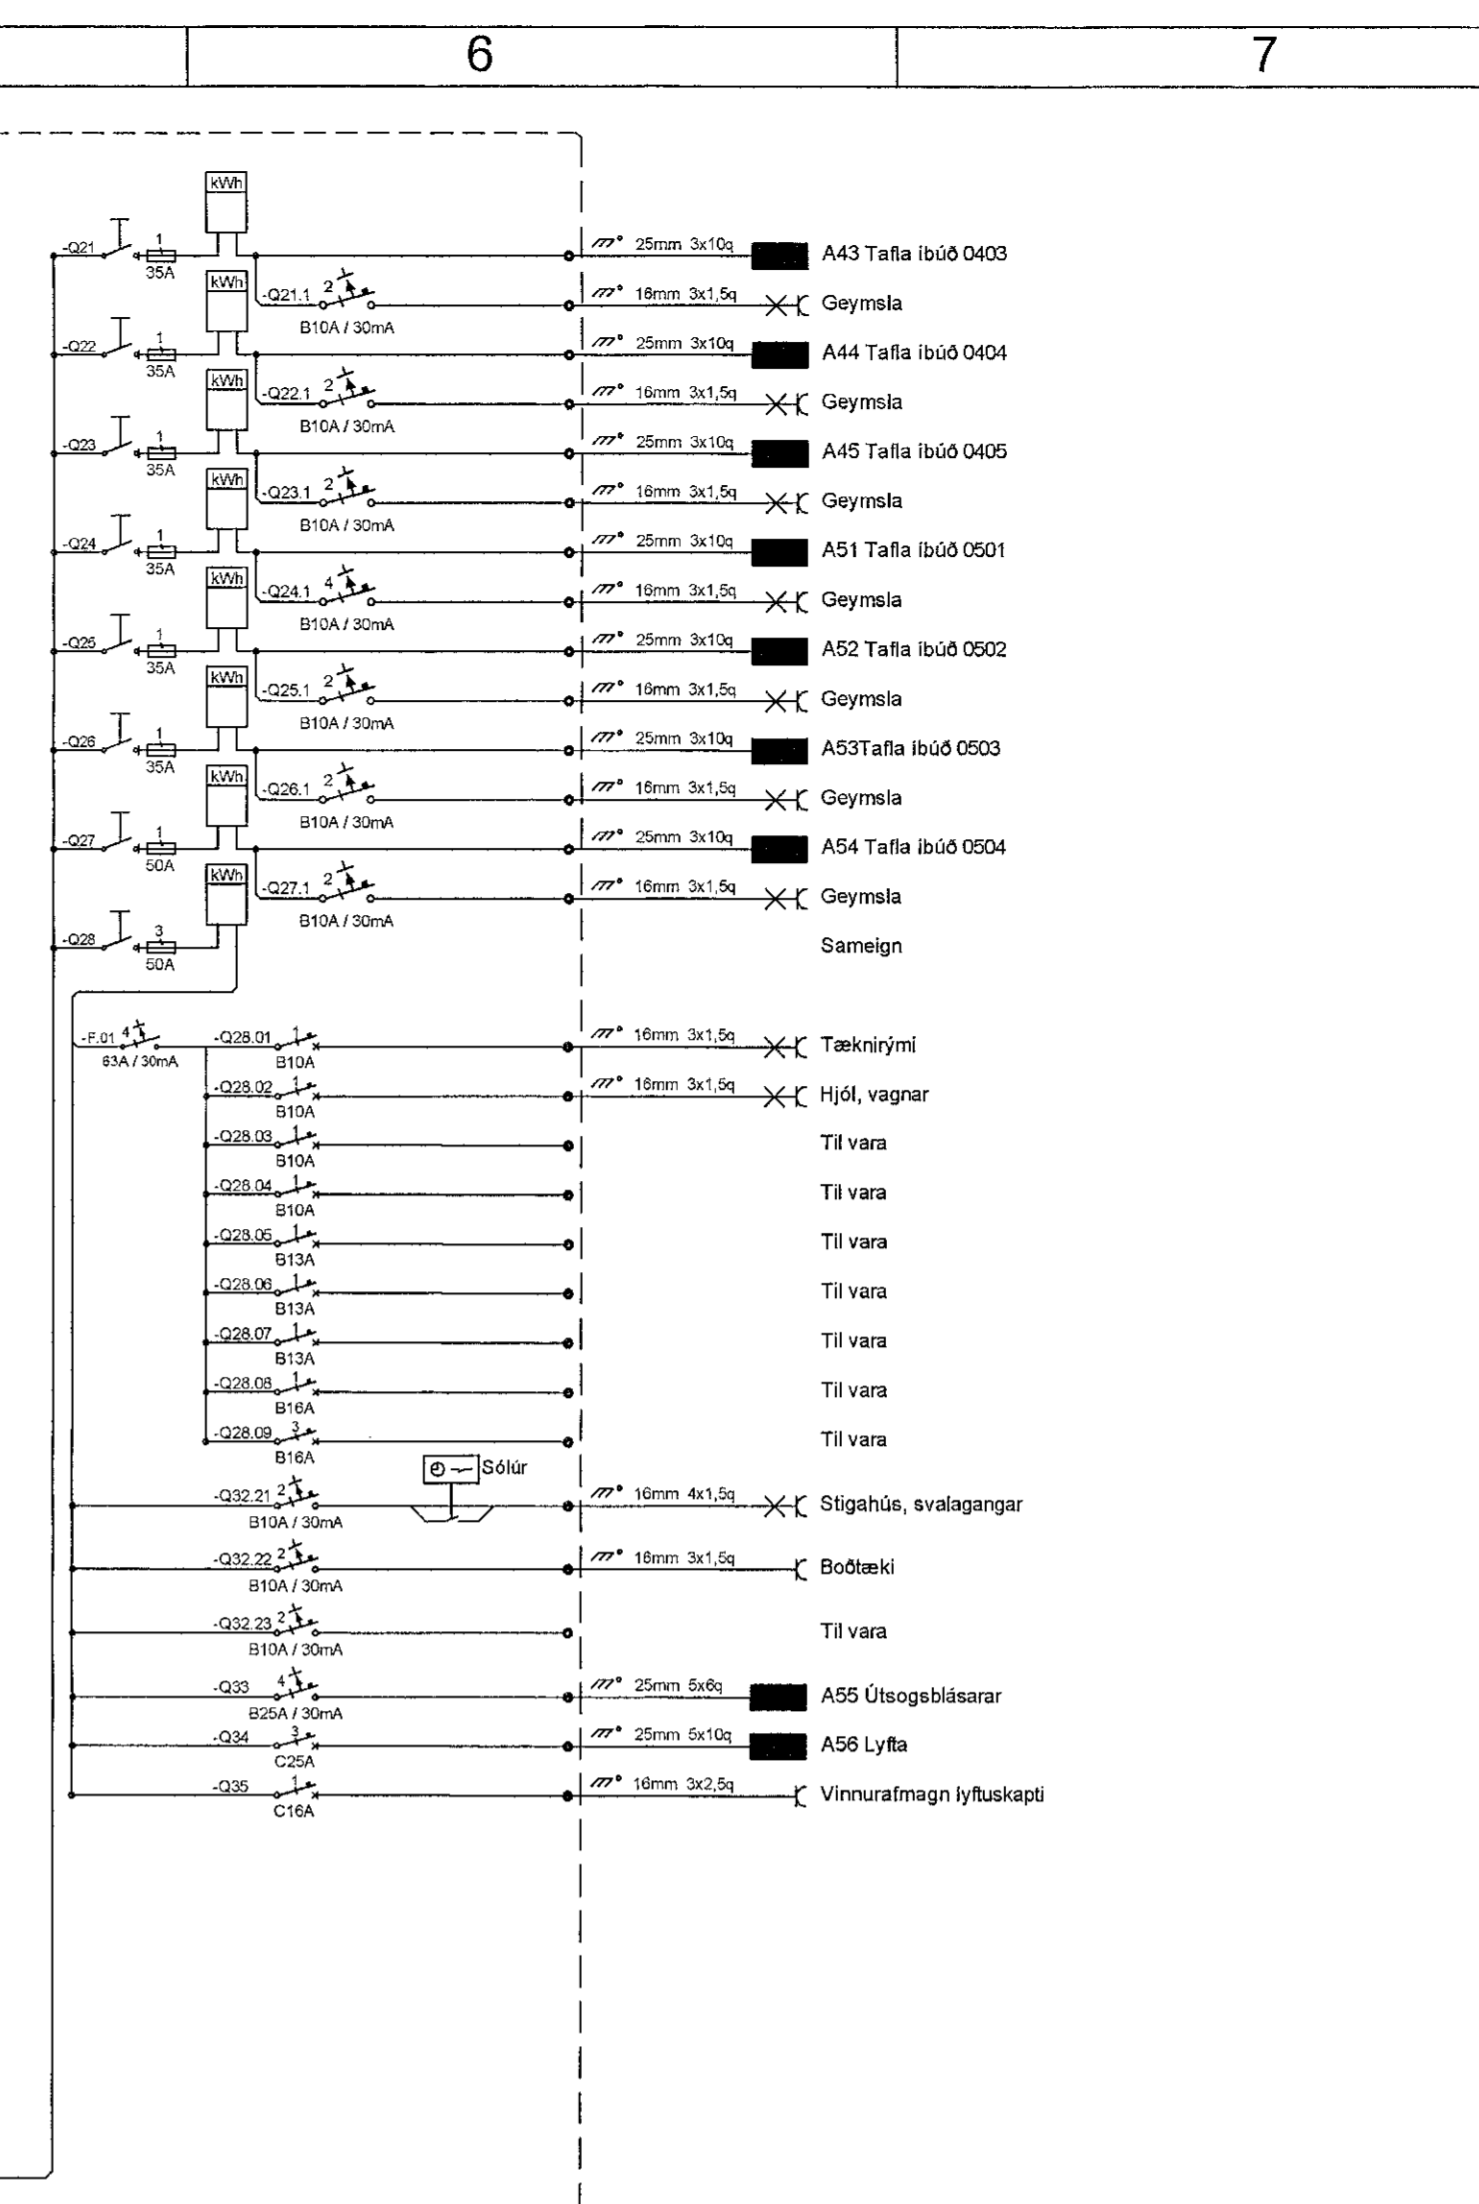 6 7
kWh
-Q21 1 25mm 3x10q A43 Tafla íbúð 0403
35A
kWh -Q21.1 2 16mm 3x1,5q Geymsla
B10A / 30mA
-Q22 1 25mm 3x10q A44 Tafla íbúð 0404
35A
kWh -Q22.1 2 16mm 3x1,5q Geymsla
B10A / 30mA
-Q23 1 25mm 3x10q A45 Tafla íbúð 0405
35A
kWh -Q23.1 2 16mm 3x1,5q Geymsla
B10A / 30mA
-Q24 1 25mm 3x10q A51 Tafla íbúð 0501
35A
kWh -Q24.1 4 16mm 3x1,5q Geymsla
B10A / 30mA
-Q25 1 25mm 3x10q A52 Tafla íbúð 0502
35A
kWh -Q25.1 2 16mm 3x1,5q Geymsla
B10A / 30mA
-Q26 1 25mm 3x10q A53Tafla íbúð 0503
35A
kWh -Q26.1 2 16mm 3x1,5q Geymsla
B10A / 30mA
-Q27 1 25mm 3x10q A54 Tafla íbúð 0504
50A
kWh -Q27.1 2 16mm 3x1,5q Geymsla
B10A / 30mA
-Q28 3 Sameign
50A
-F.01 4 -Q28.01 1 16mm 3x1,5q Tæknirými
63A / 30mA B10A
-Q28.02 1 16mm 3x1,5q Hjól, vagnar
B10A
-Q28.03 1 Til vara
B10A
-Q28.04 1 Til vara
B10A
-Q28.05 1 Til vara
B13A
-Q28.06 1 Til vara
B13A
-Q28.07 1 Til vara
B13A
-Q28.08 1 Til vara
B16A
-Q28.09 3 Til vara
B16A
Sólúr
-Q32.21 2 16mm 4x1,5q Stigahús, svalagangar
B10A / 30mA
-Q32.22 2 16mm 3x1,5q Boðtæki
B10A / 30mA
-Q32.23 2 Til vara
B10A / 30mA
-Q33 4 25mm 5x6q A55 Útsogsblásarar
B25A / 30mA
-Q34 3 25mm 5x10q A56 Lyfta
C25A
-Q35 1 16mm 3x2,5q Vinnurafmagn lyftuskapti
C16A